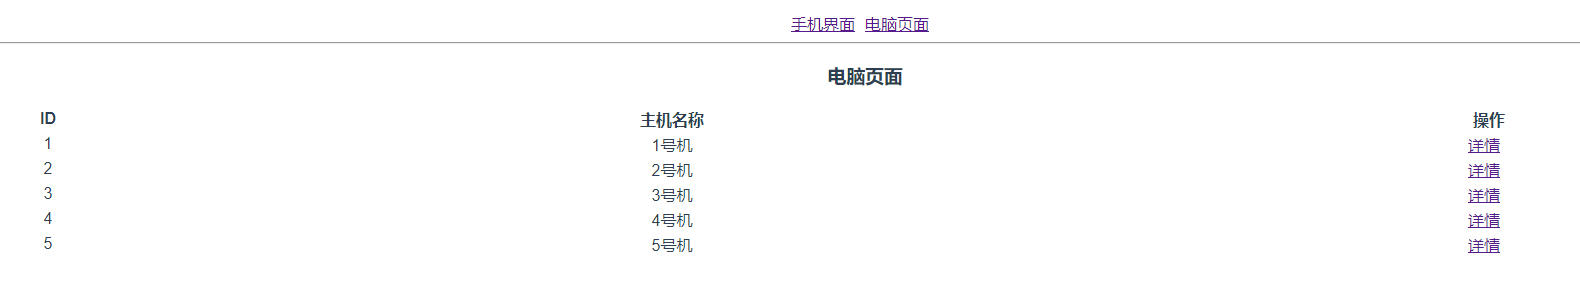 手机界面 电脑页面
电脑页面
ID 主机名称 操作
1 1号机 详情
2 2号机 详情
3 3号机 详情
4 4号机 详情
5 5号机 详情